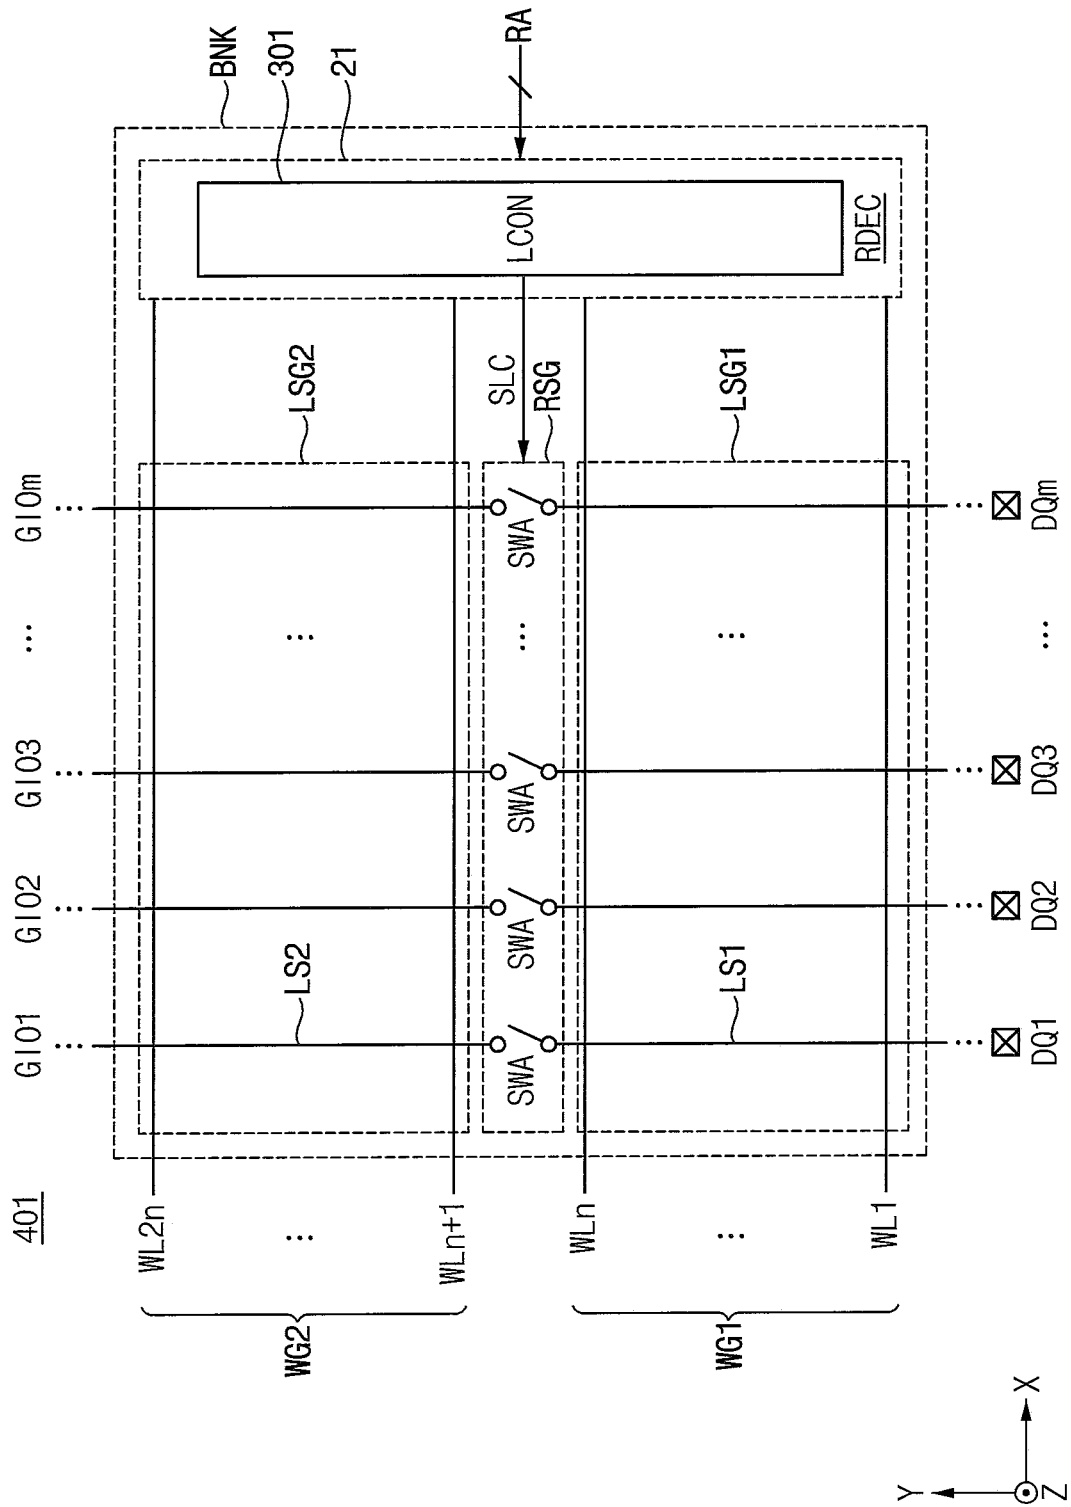 401
GIO1 GIO2 GIO3 ... GIOm
... ... ... ...
BNK
301
21
RA
WL2n
...
WLn+1
WG2
LS2
...
LSG2
SWA SWA SWA ... SWA
SLC
RSG
LCON
RDEC
WLn
...
WL1
WG1
LS1
...
LSG1
... ... ... ...
DQ1 DQ2 DQ3 ... DQm
Y
X
Z